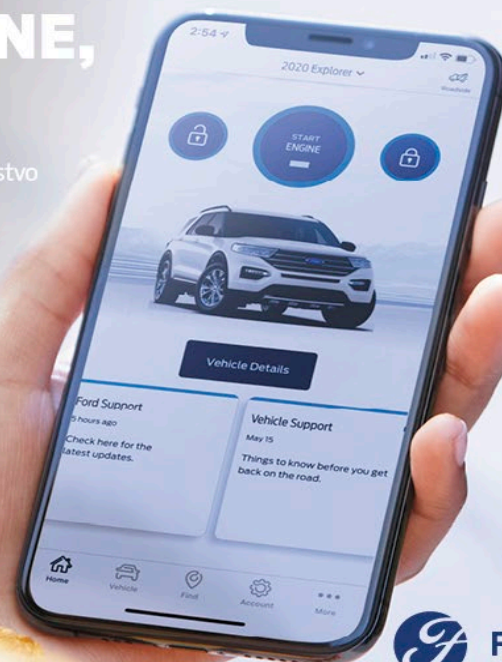 NE,
stvo
2:54
2020 Explorer
Roadside
START
ENGINE
Vehicle Details
Ford Support
5 hours ago
Check here for the
latest updates.
Vehicle Support
May 15
Things to know before you get
back on the road.
Home
Vehicle
Find
Account
More
F